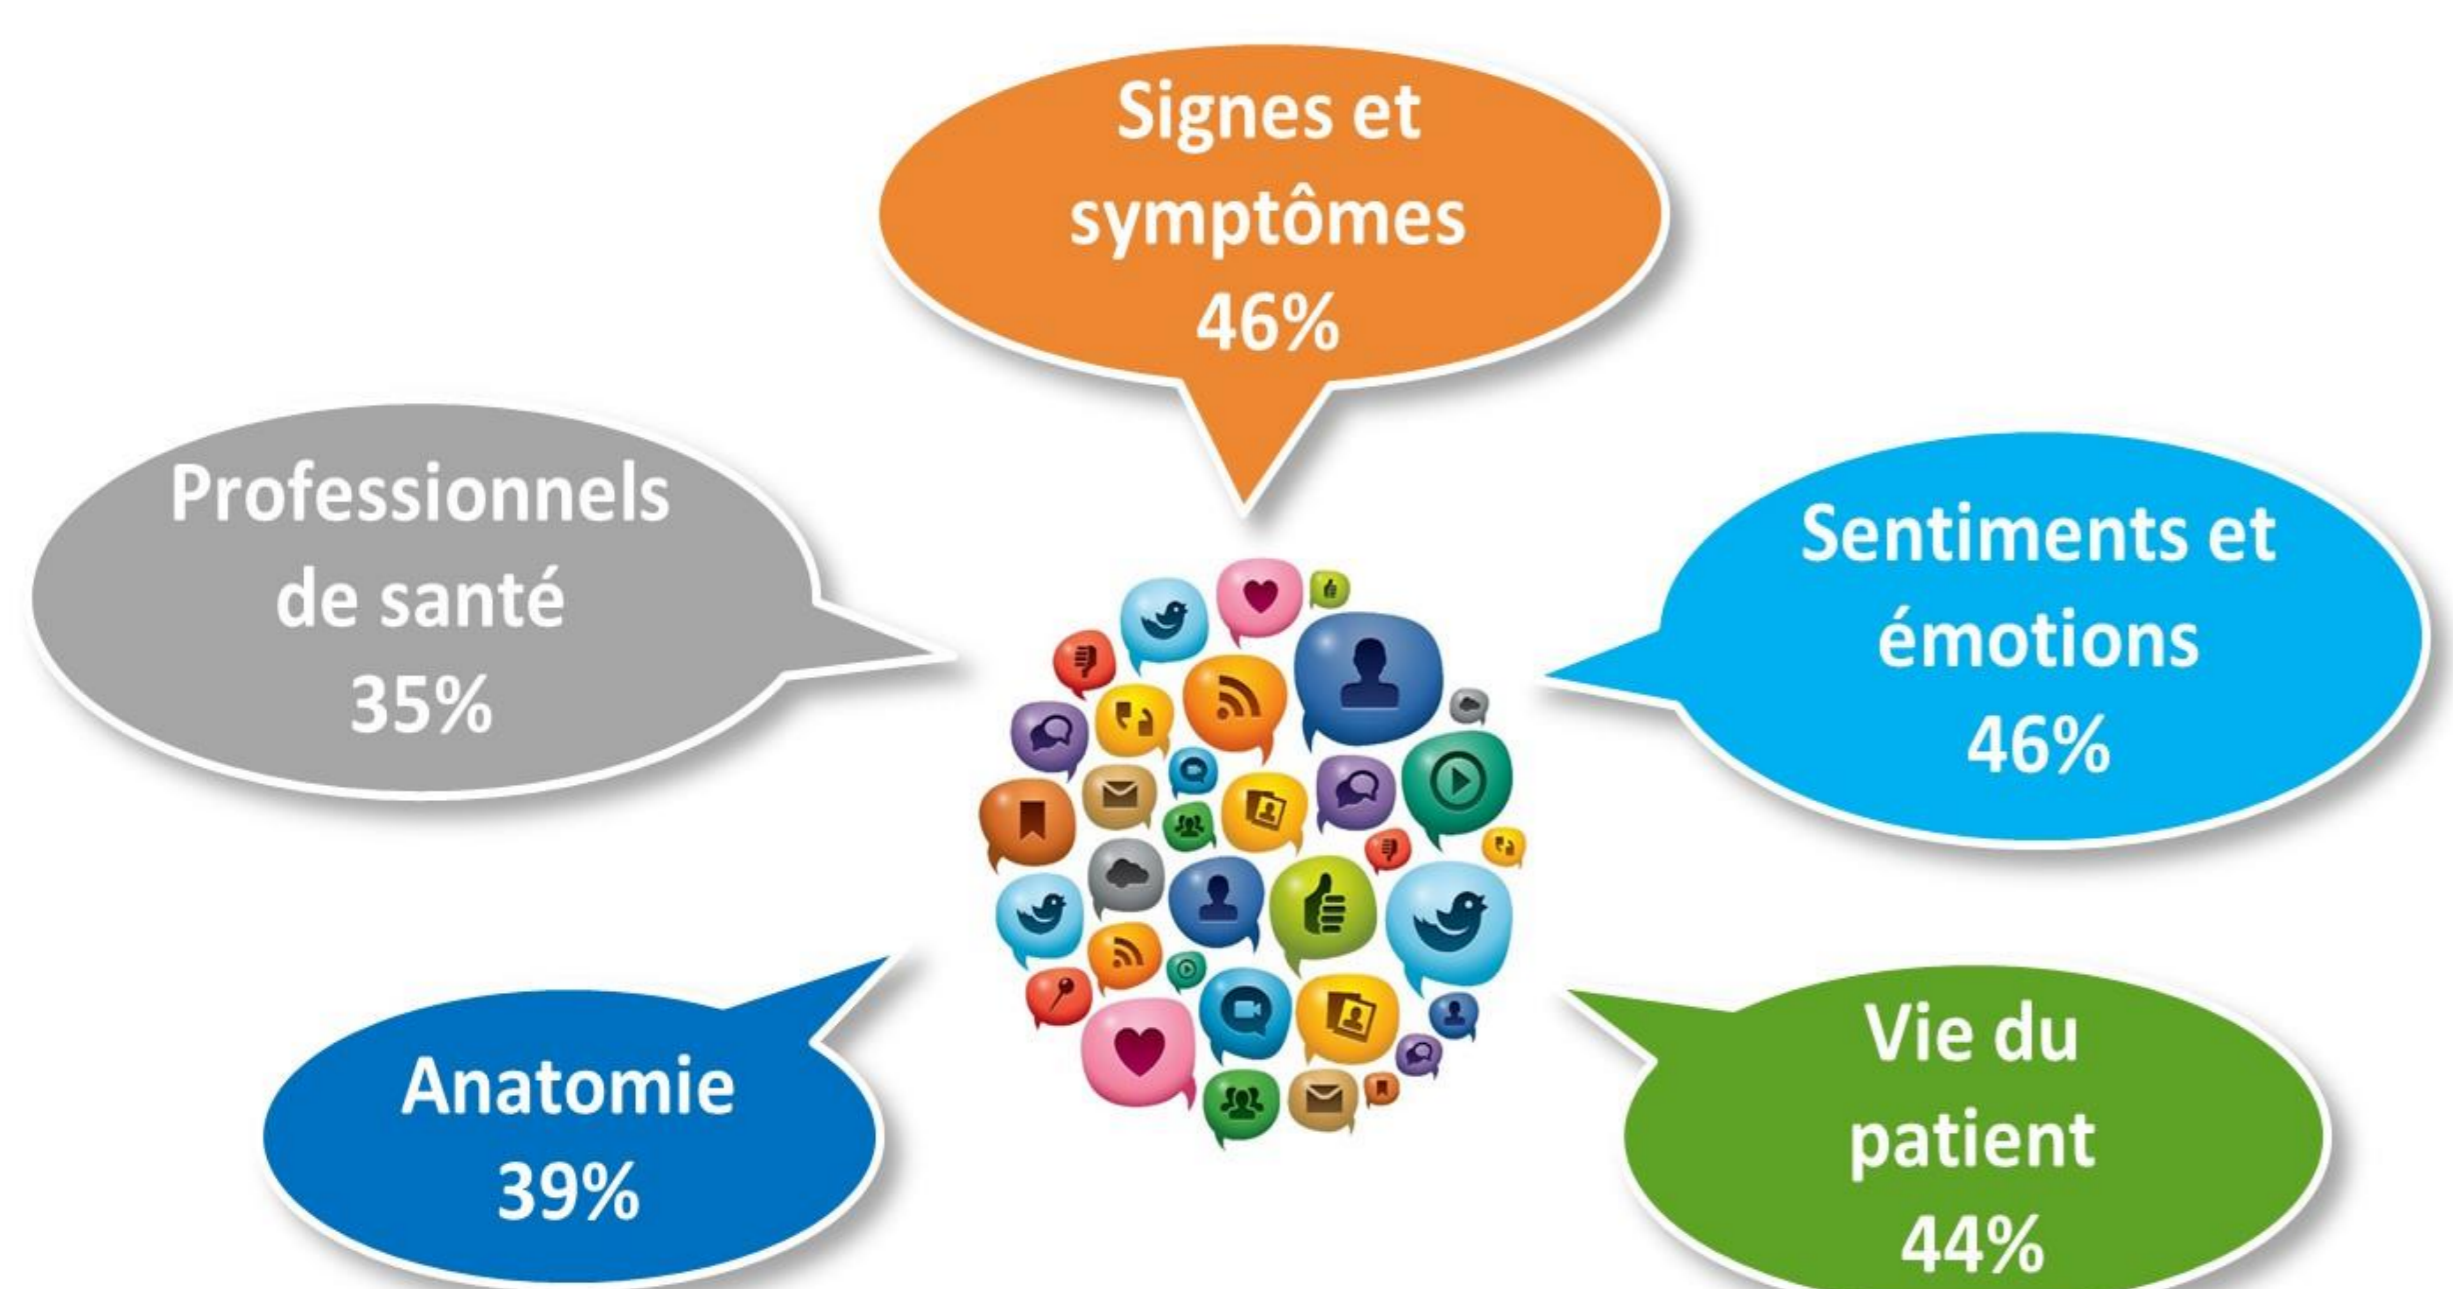 Signes et
symptômes
46%
Professionnels
de santé
35%
Sentiments et
émotions
46%
Anatomie
39%
Vie du
patient
44%